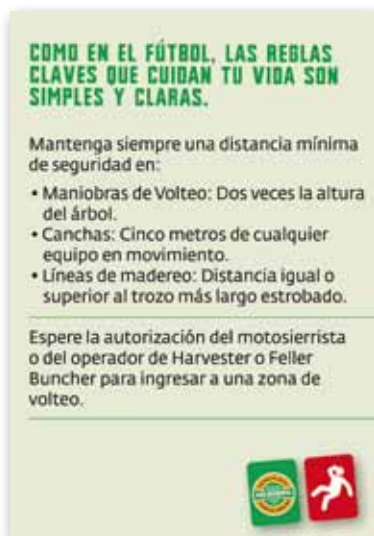 COMO EN EL FÚTBOL, LAS REGLAS
CLAVES QUE CUIDAN TU VIDA SON
SIMPLES Y CLARAS.
Mantenga siempre una distancia mínima
de seguridad en:
• Maniobras de Volteo: Dos veces la altura
del árbol.
• Canchas: Cinco metros de cualquier
equipo en movimiento.
• Líneas de madereo: Distancia igual o
superior al trozo más largo estrobado.
Espere la autorización del motosierrista
o del operador de Harvester o Feller
Buncher para ingresar a una zona de
volteo.